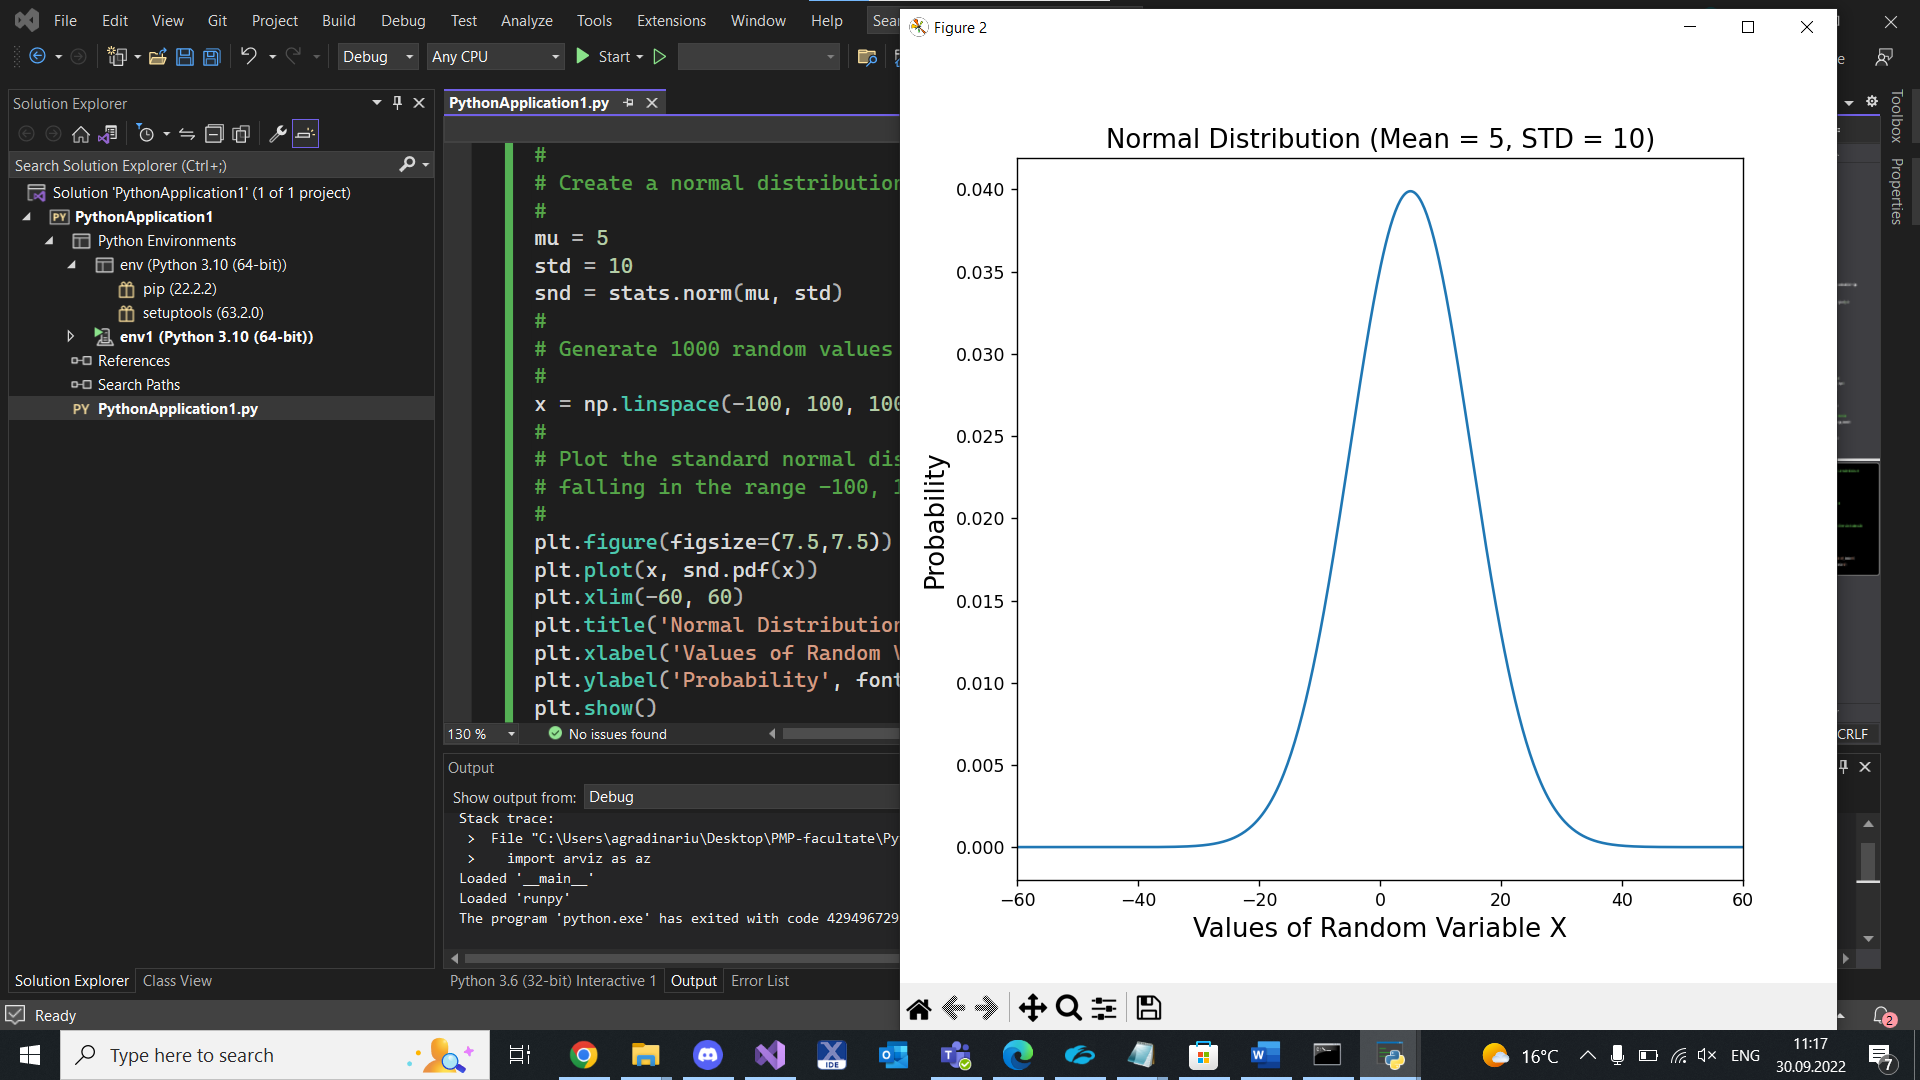 File Edit View Git Project Build Debug Test Analyze Tools Extensions Window Help
Debug Any CPU Start
Solution Explorer
Search Solution Explorer (Ctrl+;)
Solution 'PythonApplication1' (1 of 1 project)
PY PythonApplication1
Python Environments
env (Python 3.10 (64-bit))
pip (22.2.2)
setuptools (63.2.0)
env1 (Python 3.10 (64-bit))
References
Search Paths
PY PythonApplication1.py
Solution Explorer Class View
PythonApplication1.py
#
# Create a normal distribution
#
mu = 5
std = 10
snd = stats.norm(mu, std)
#
# Generate 1000 random values
#
x = np.linspace(-100, 100, 100
#
# Plot the standard normal dis
# falling in the range -100, 1
#
plt.figure(figsize=(7.5,7.5))
plt.plot(x, snd.pdf(x))
plt.xlim(-60, 60)
plt.title('Normal Distribution
plt.xlabel('Values of Random V
plt.ylabel('Probability', font
plt.show()
130 % No issues found
CRLF
Output
Show output from: Debug
Stack trace:
> File "C:\Users\agradinariu\Desktop\PMP-facultate\Py
> import arviz as az
Loaded '__main__'
Loaded 'runpy'
The program 'python.exe' has exited with code 429496729
Python 3.6 (32-bit) Interactive 1 Output Error List
Toolbox
Properties
Figure 2
Normal Distribution (Mean = 5, STD = 10)
0.040
0.035
0.030
0.025
0.020
0.015
0.010
0.005
0.000
Probability
−60 −40 −20 0 20 40 60
Values of Random Variable X
Ready
2
Type here to search
IDE
16°C ENG
11:17
30.09.2022
7